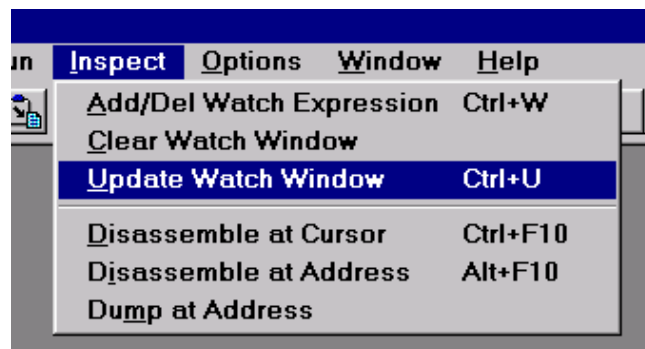 un Inspect Options Window Help
Add/Del Watch Expression Ctrl+W
Clear Watch Window
Update Watch Window Ctrl+U
Disassemble at Cursor Ctrl+F10
Disassemble at Address Alt+F10
Dump at Address